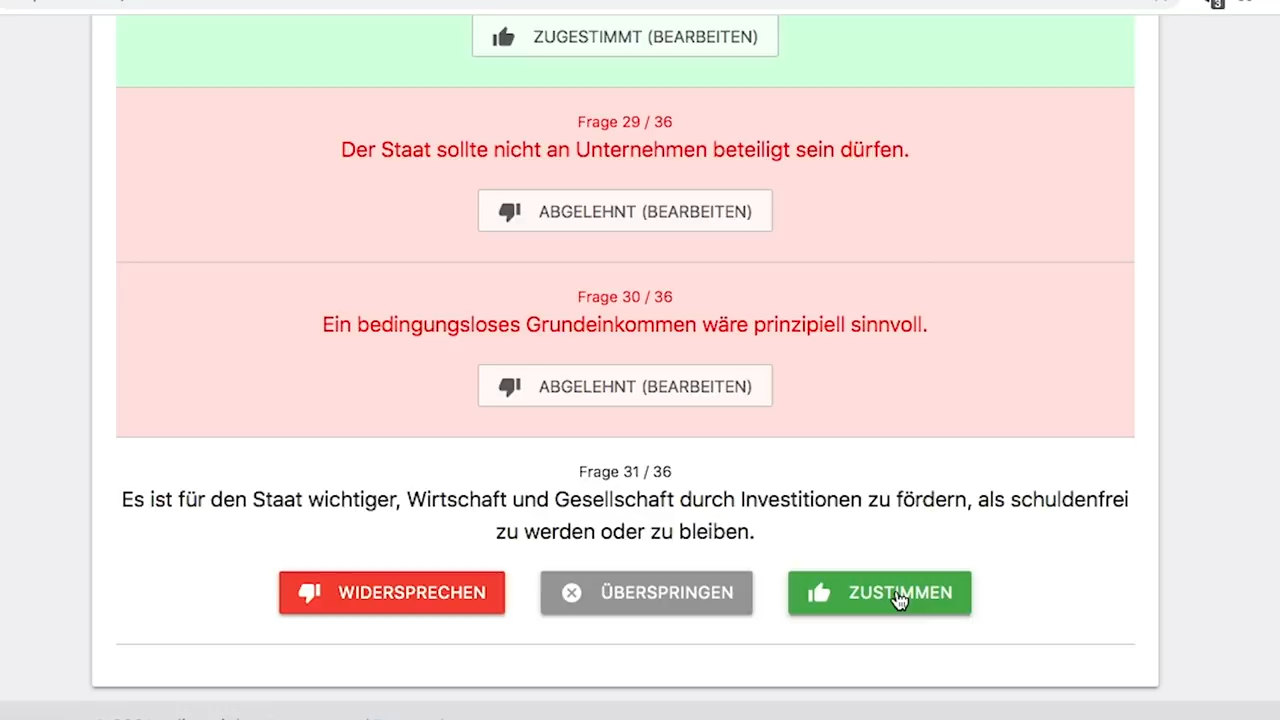 3
ZUGESTIMMT (BEARBEITEN)
Frage 29 / 36
Der Staat sollte nicht an Unternehmen beteiligt sein dürfen.
ABGELEHNT (BEARBEITEN)
Frage 30 / 36
Ein bedingungsloses Grundeinkommen wäre prinzipiell sinnvoll.
ABGELEHNT (BEARBEITEN)
Frage 31 / 36
Es ist für den Staat wichtiger, Wirtschaft und Gesellschaft durch Investitionen zu fördern, als schuldenfrei
zu werden oder zu bleiben.
WIDERSPRECHEN
ÜBERSPRINGEN
ZUSTIMMEN